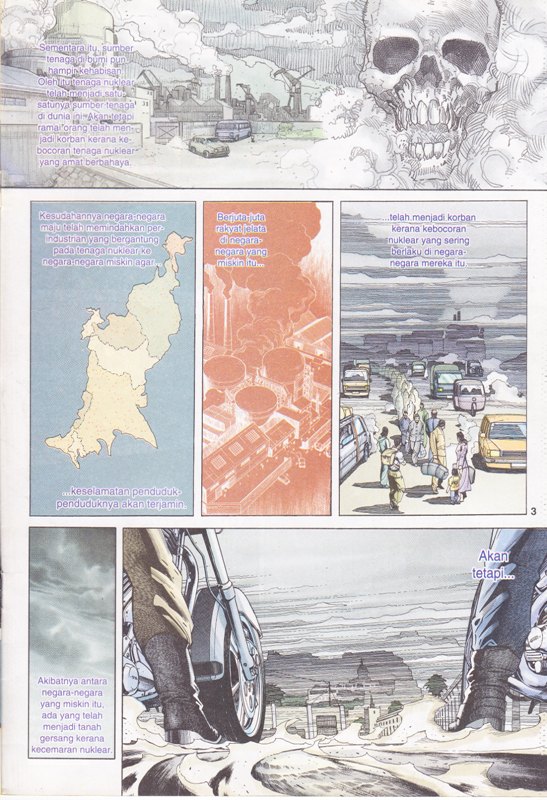 Sementara itu, sumber
tenaga di bumi pun
hampi kehabisan.
Oleh itu tenaga nuklear
telah menjadi satu-
satunya sumber tenaga
di dunia ini. Akan tetapi
ramai orang telah men-
jadi korban kerana ke-
bocoran tenaga nuklear
yang amat berbahaya.
Kesudahannya negara-negara
maju telah memindahkan per-
industrian yang bergantung
pada tenaga nuklear ke
negara-negara miskin agar...
...keselamatan penduduk-
penduduknya akan terjamin.
Berjuta-juta
rakyat jelata
di negara-
negara yang
miskin itu...
...telah menjadi korban
kerana kebocoran
nuklear yang sering
berlaku di negara-
negara mereka itu.
3
Akibatnya antara
negara-negara
yang miskin itu,
ada yang telah
menjadi tanah
gersang kerana
kecemaran nuklear.
Akan
tetapi...